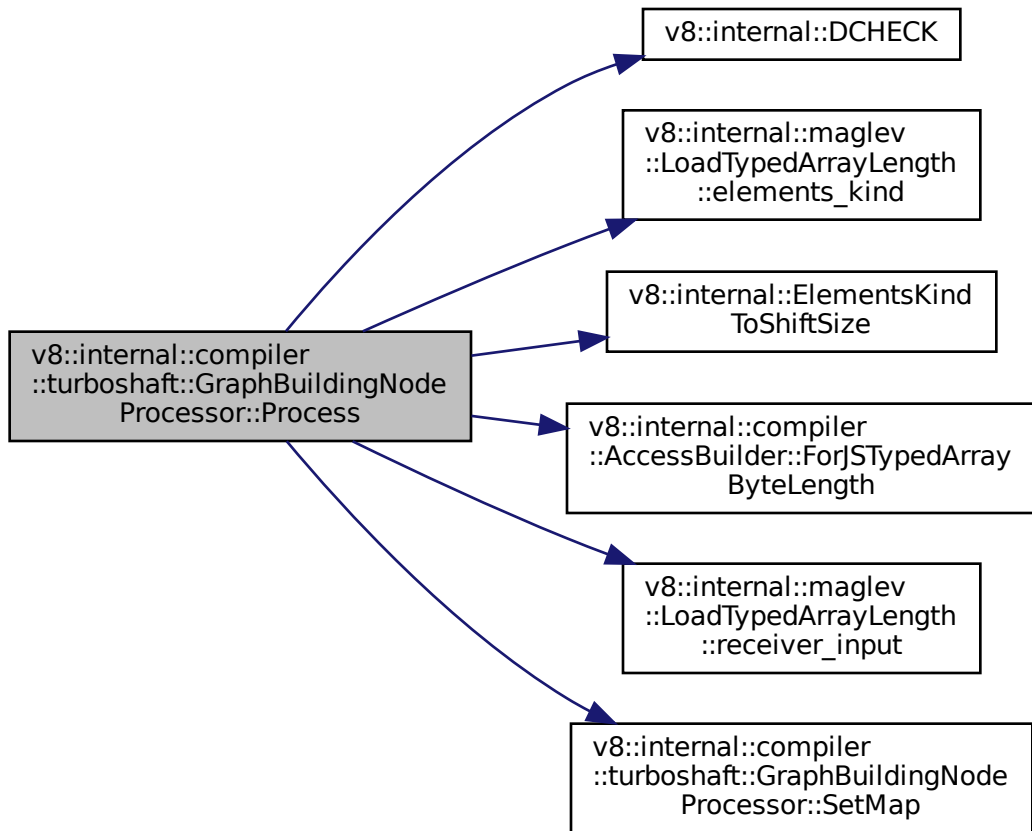 v8::internal::DCHECK
v8::internal::maglev
::LoadTypedArrayLength
::elements_kind
v8::internal::ElementsKind
ToShiftSize
v8::internal::compiler
::turboshaft::GraphBuildingNode
Processor::Process
v8::internal::compiler
::AccessBuilder::ForJSTypedArray
ByteLength
v8::internal::maglev
::LoadTypedArrayLength
::receiver_input
v8::internal::compiler
::turboshaft::GraphBuildingNode
Processor::SetMap